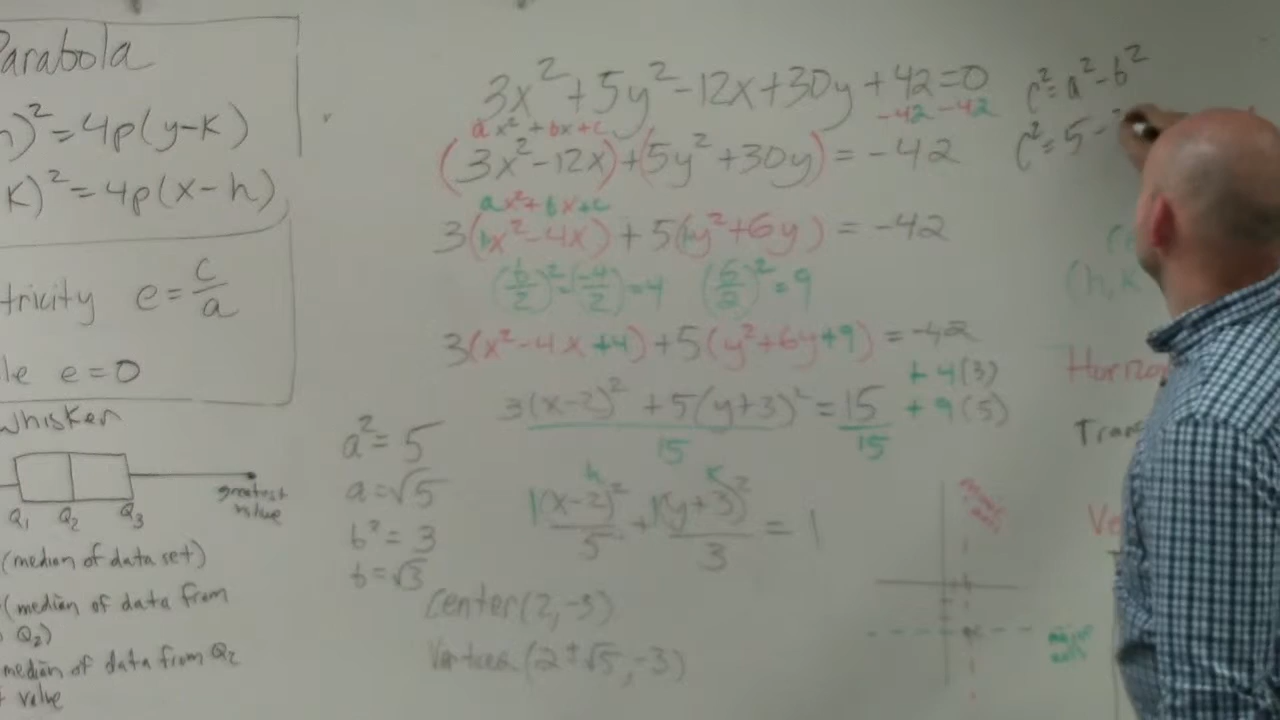 Parabola
h)²=4p(y-k)
k)²=4p(x-h)
tricity e = c/a
le e=0
whisker
Q₁ Q₂ Q₃
greatest
value
(median of data set)
(median of data from
Q₂)
median of data from Q₂
value
3x²+5y²-12x+30y+42=0
-42 -42
ax²+bx+c
(3x²-12x)+(5y²+30y)=-42
ax²+bx+c
3(1x²-4x)+5(1y²+6y)=-42
(b/2)²=(-4/2)=4 (6/2)²=9
3(x²-4x+4)+5(y²+6y+9)=-42
+4(3)
+9(5)
3(x-2)²+5(y+3)²=15
15 15
h k
1(x-2)²/5+1(y+3)²/3=1
a²=5
a=√5
b²=3
b=√3
Center(2,-3)
(2±√5,-3)
c²=a²-b²
c²=5-
(h,k